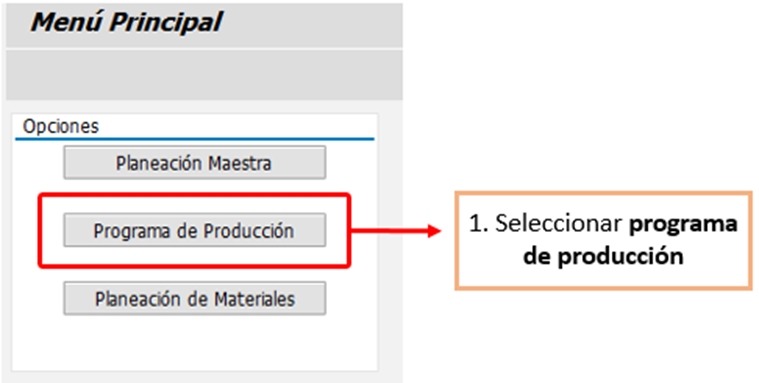 Menú Principal
Opciones
Planeación Maestra
Programa de Producción
Planeación de Materiales
1. Seleccionar programa
de producción